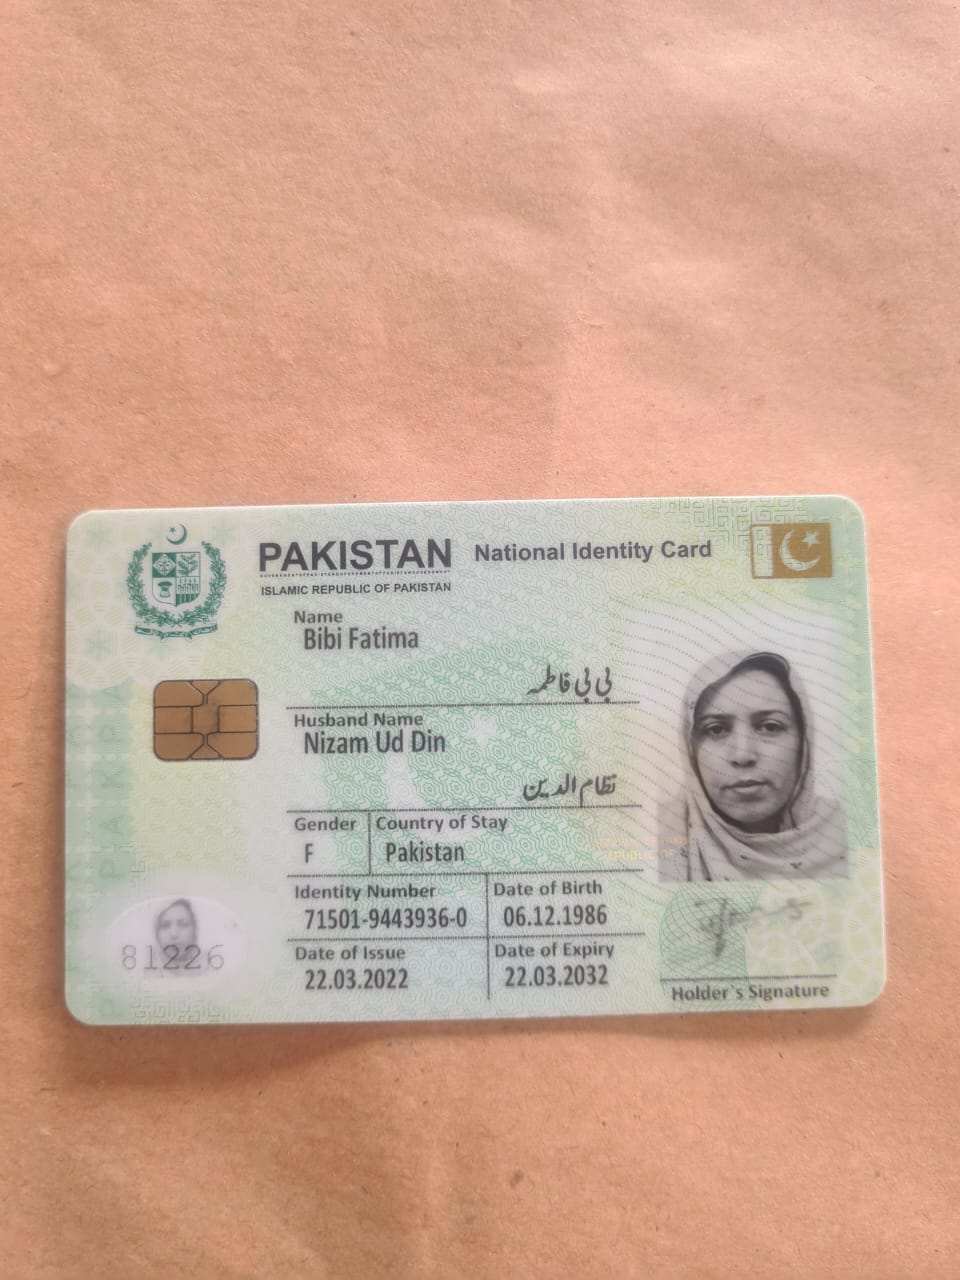 PAKISTAN National Identity Card
ISLAMIC REPUBLIC OF PAKISTAN
Name
Bibi Fatima
بی بی فاطمہ
Husband Name
Nizam Ud Din
نظام الدین
Gender Country of Stay
F Pakistan
Identity Number Date of Birth
71501-9443936-0 06.12.1986
Date of Issue Date of Expiry
22.03.2022 22.03.2032
81226
Holder`s Signature